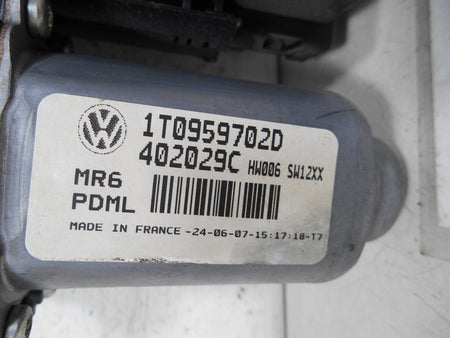 1T0959702D
402029C HW006 SW12XX
MR6
PDML
MADE IN FRANCE -24-06-07-15:17:18-T7